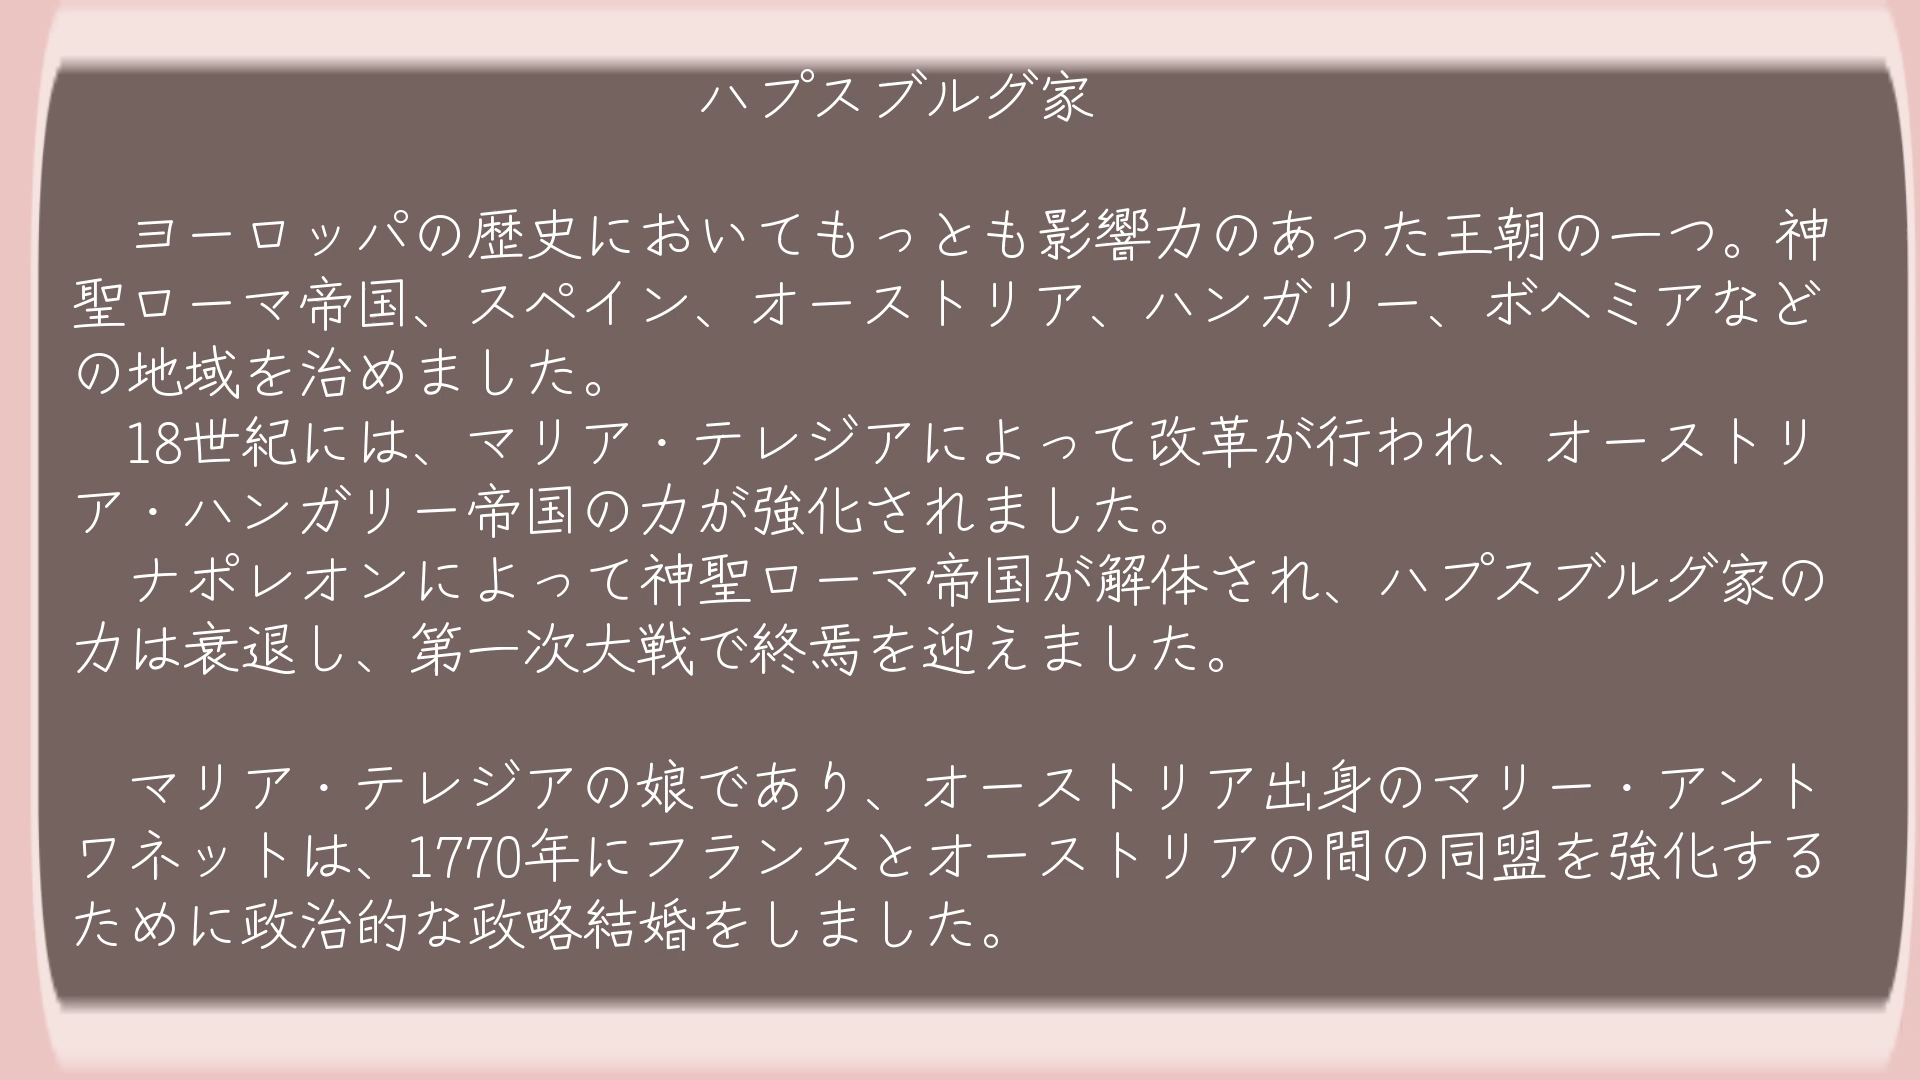 ハプスブルグ家
ヨーロッパの歴史においてもっとも影響力のあった王朝の一つ。神
聖ローマ帝国、スペイン、オーストリア、ハンガリー、ボヘミアなど
の地域を治めました。
18世紀には、マリア・テレジアによって改革が行われ、オーストリ
ア・ハンガリー帝国の力が強化されました。
ナポレオンによって神聖ローマ帝国が解体され、ハプスブルグ家の
力は衰退し、第一次大戦で終焉を迎えました。
マリア・テレジアの娘であり、オーストリア出身のマリー・アント
ワネットは、1770年にフランスとオーストリアの間の同盟を強化する
ために政治的な政略結婚をしました。